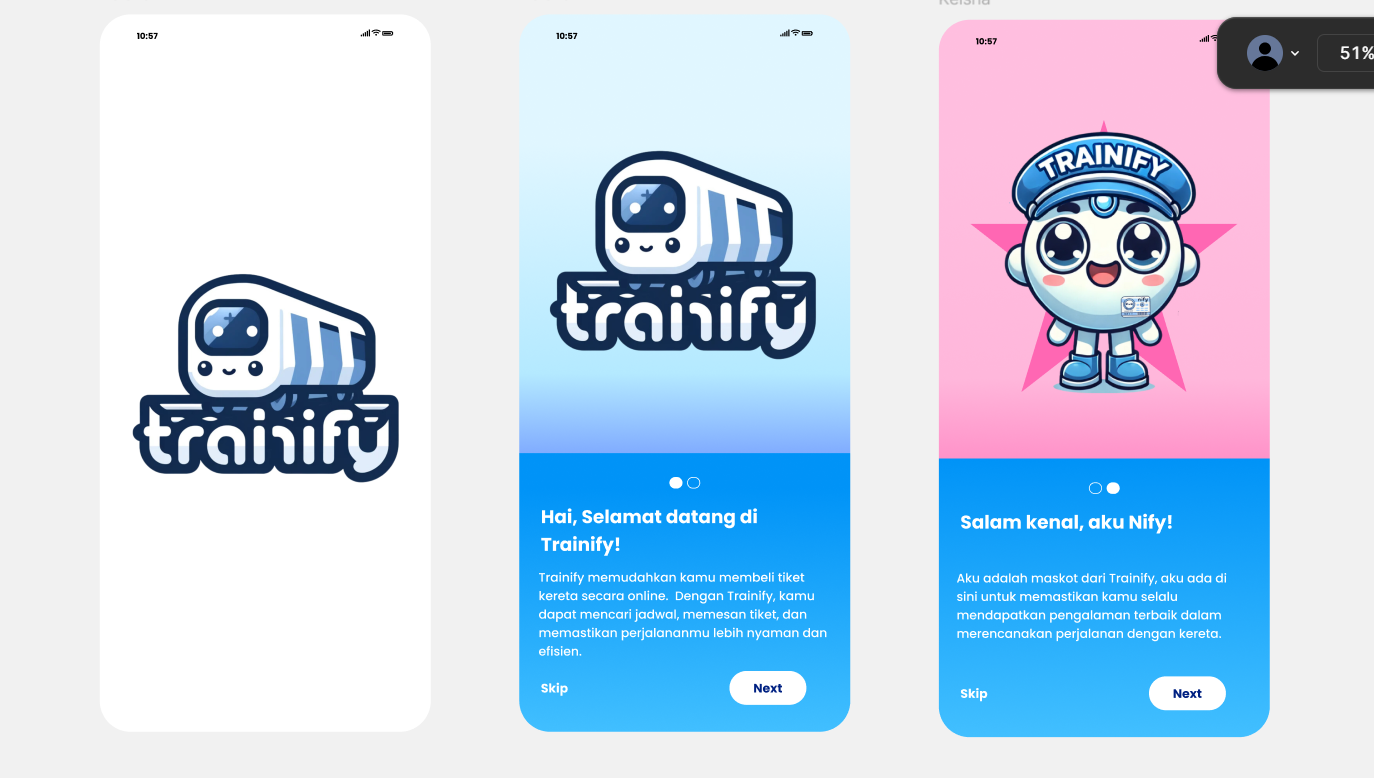 10:57
trainify
10:57
trainify
Hai, Selamat datang di
Trainify!
Trainify memudahkan kamu membeli tiket
kereta secara online.  Dengan Trainify, kamu
dapat mencari jadwal, memesan tiket, dan
memastikan perjalananmu lebih nyaman dan
efisien.
Skip
Next
Keisha
10:57
51%
TRAINIFY
nify
Salam kenal, aku Nify!
Aku adalah maskot dari Trainify, aku ada di
sini untuk memastikan kamu selalu
mendapatkan pengalaman terbaik dalam
merencanakan perjalanan dengan kereta.
Skip
Next